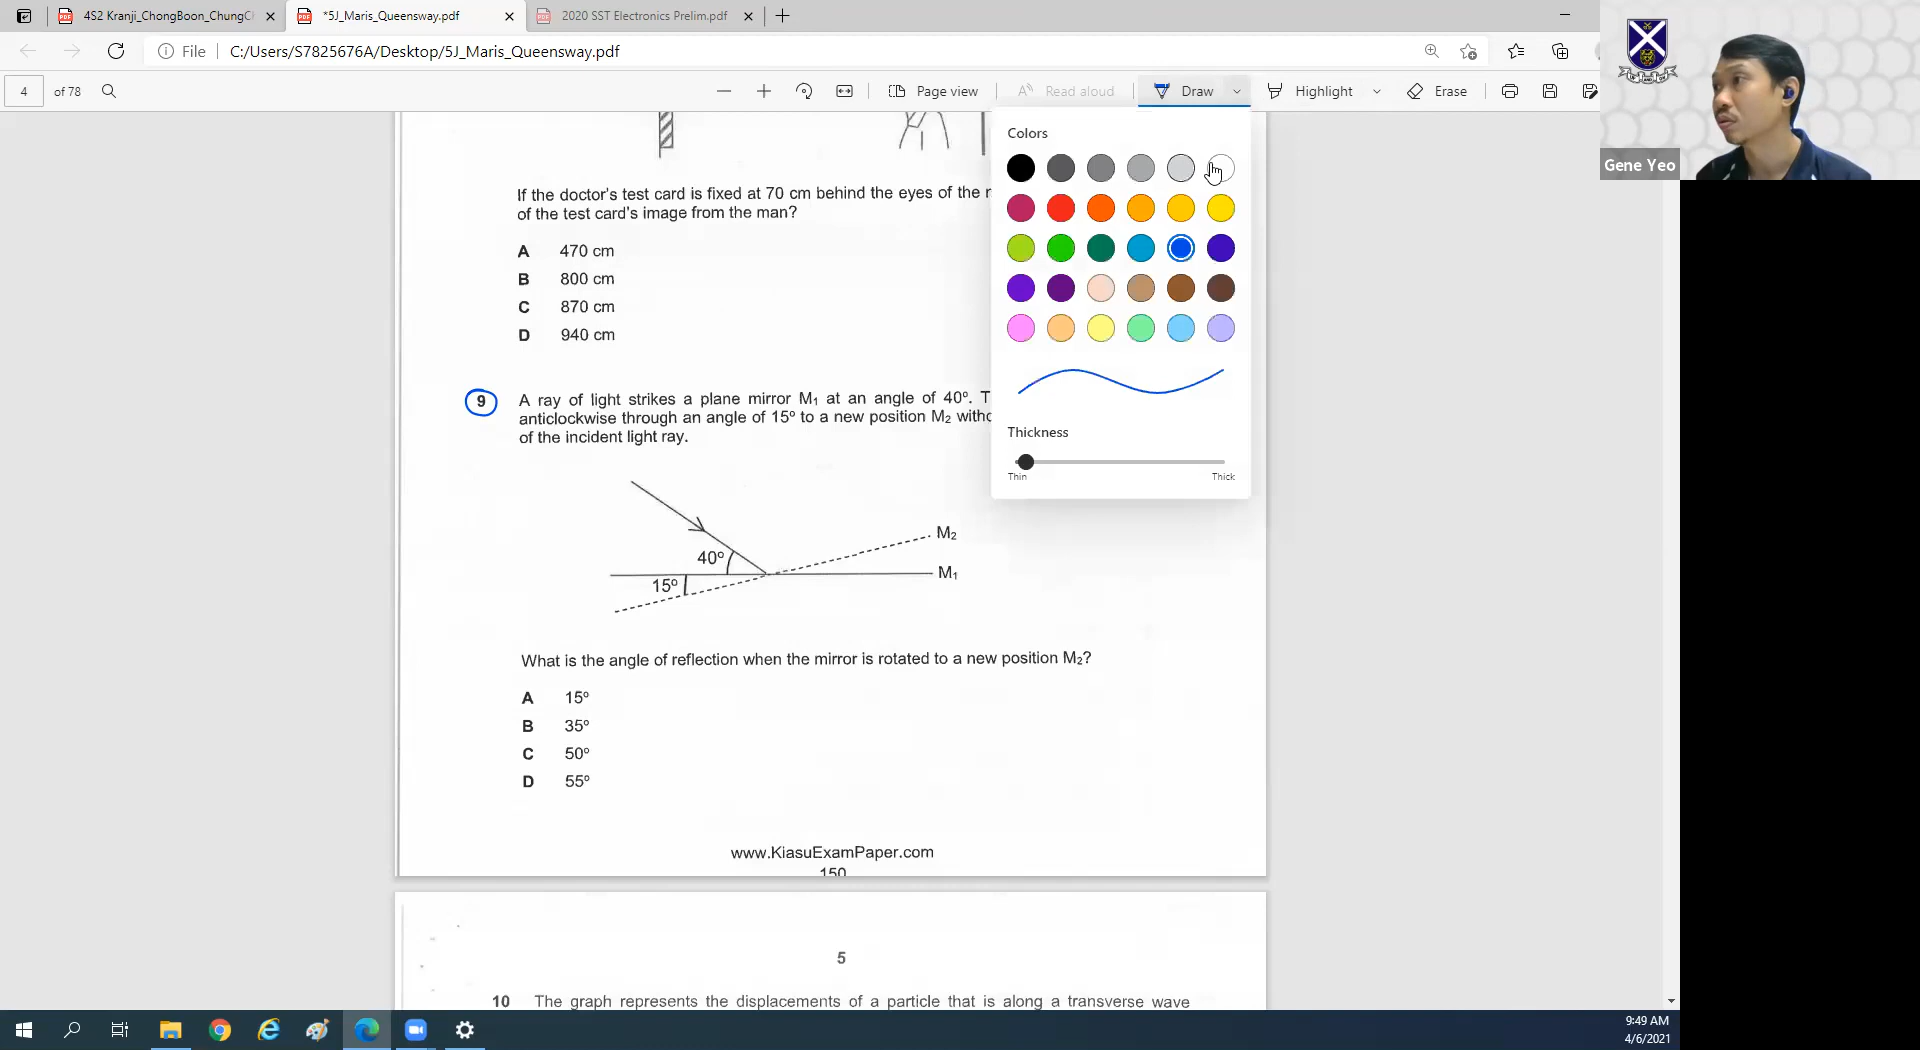 4S2 Kranji_ChongBoon_ChungC
*5J_Maris_Queensway.pdf
2020 SST Electronics Prelim.pdf
File
C:/Users/S7825676A/Desktop/5J_Maris_Queensway.pdf
4 of 78
Page view
Read aloud
Draw
Highlight
Erase
Gene Yeo
Colors
Thickness
Thin
Thick
If the doctor's test card is fixed at 70 cm behind the eyes of the
of the test card's image from the man?
A 470 cm
B 800 cm
C 870 cm
D 940 cm
9 A ray of light strikes a plane mirror M₁ at an angle of 40°. T
anticlockwise through an angle of 15° to a new position M₂
of the incident light ray.
M₂
40°
M₁
15°
What is the angle of reflection when the mirror is rotated to a new position M₂?
A 15°
B 35°
C 50°
D 55°
www.KiasuExamPaper.com
150
5
10 The graph represents the displacements of a particle that is along a transverse wave
9:49 AM
4/6/2021